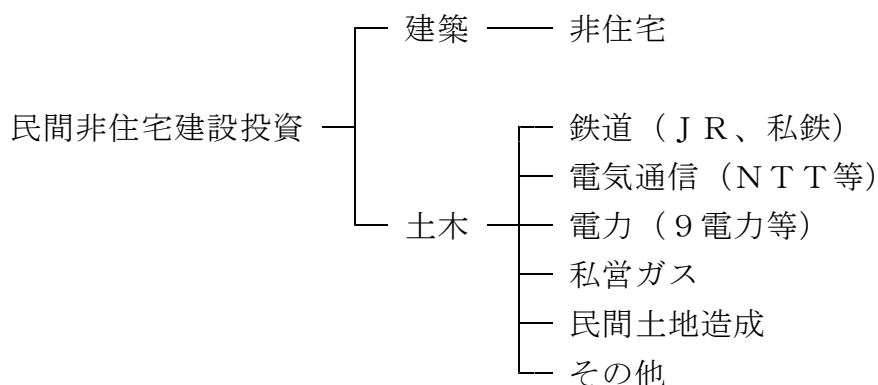 建築 非住宅
民間非住宅建設投資
鉄道（ＪＲ、私鉄）
電気通信（ＮＴＴ等）
土木
電力（９電力等）
私営ガス
民間土地造成
その他